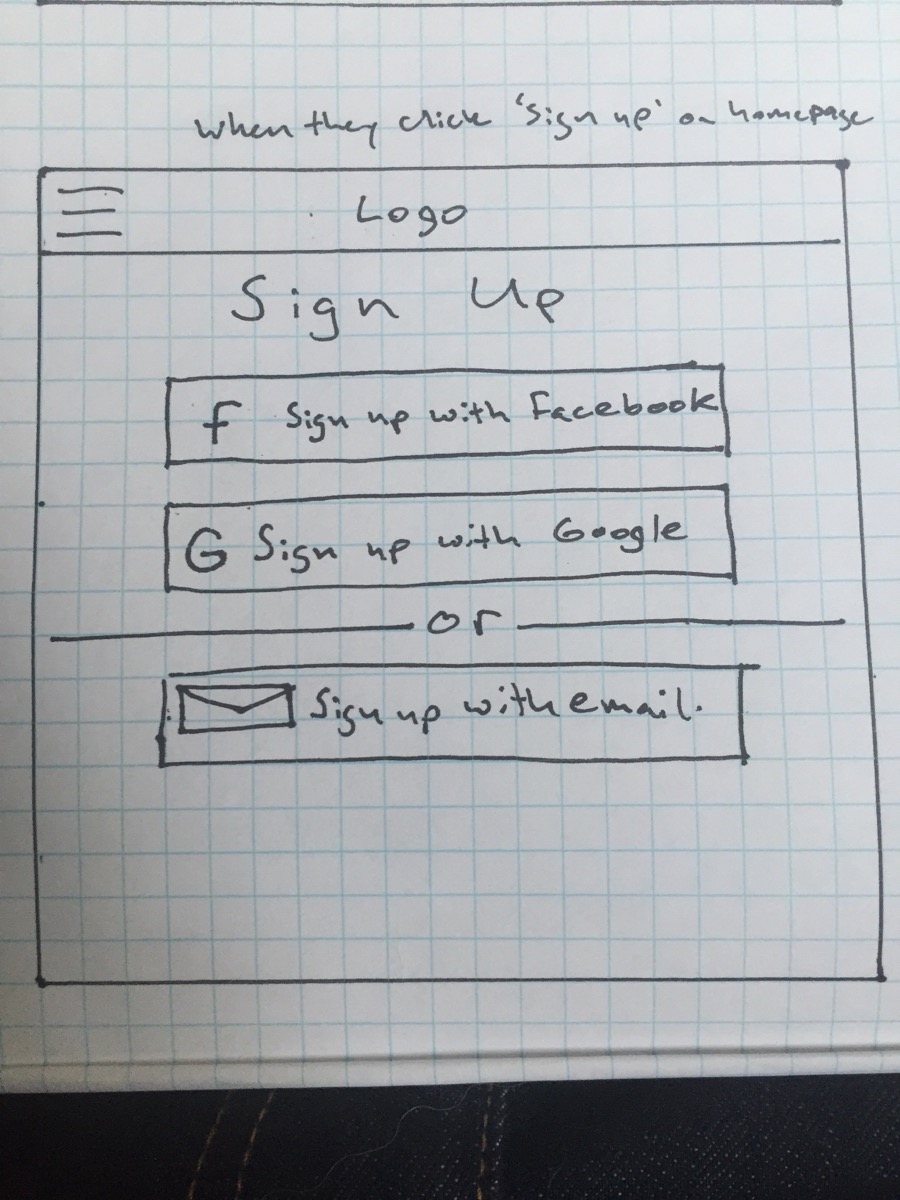 when they click 'sign up' on homepage
Logo
Sign Up
f Sign up with Facebook
G Sign up with Google
or
Sign up with email.